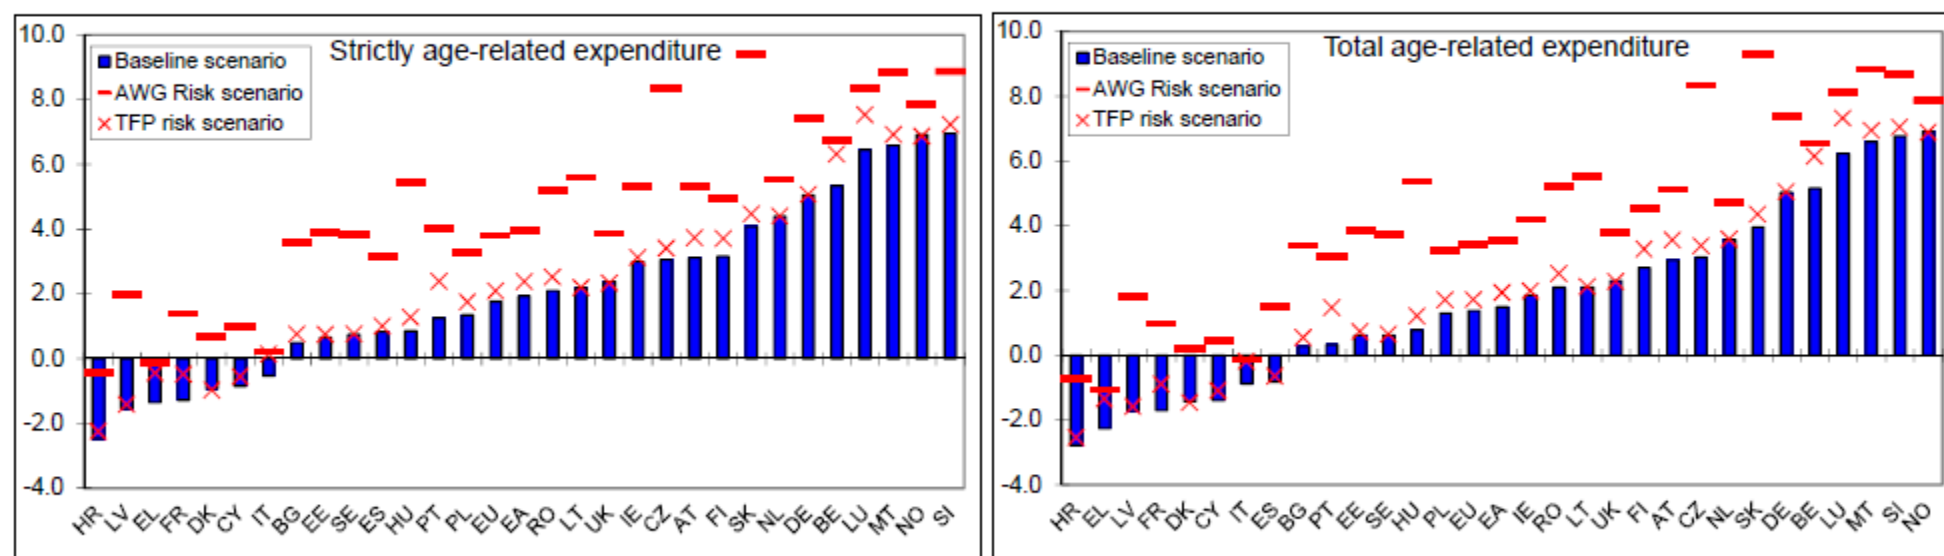 Strictly age-related expenditure
Baseline scenario
AWG Risk scenario
TFP risk scenario
10.0
8.0
6.0
4.0
2.0
0.0
-2.0
-4.0
HR LV EL FR DK CY IT BG EE SE ES HU PT PL EU EA RO LT UK IE CZ AT FI SK NL DE BE LU MT NO SI
Total age-related expenditure
Baseline scenario
AWG Risk scenario
TFP risk scenario
10.0
8.0
6.0
4.0
2.0
0.0
-2.0
-4.0
HR EL LV FR DK CY IT ES BG PT EE SE HU PL EU EA IE RO LT UK FI AT CZ NL SK DE BE LU MT SI NO